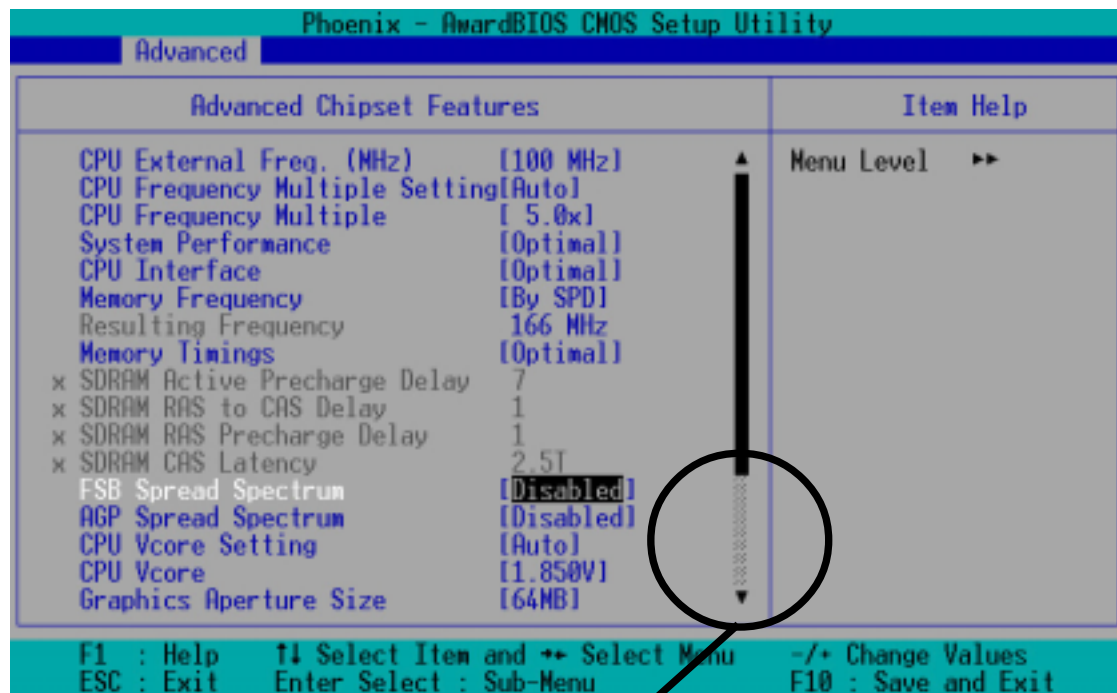 Phoenix - AwardBIOS CMOS Setup Utility
Advanced
Advanced Chipset Features
Item Help
CPU External Freq. (MHz) [100 MHz]
Menu Level ▸▸
CPU Frequency Multiple Setting[Auto]
CPU Frequency Multiple [ 5.0x]
System Performance [Optimal]
CPU Interface [Optimal]
Memory Frequency [By SPD]
Resulting Frequency 166 MHz
Memory Timings [Optimal]
x SDRAM Active Precharge Delay 7
x SDRAM RAS to CAS Delay 1
x SDRAM RAS Precharge Delay 1
x SDRAM CAS Latency 2.5T
FSB Spread Spectrum [Disabled]
AGP Spread Spectrum [Disabled]
CPU Vcore Setting [Auto]
CPU Vcore [1.850V]
Graphics Aperture Size [64MB]
F1 : Help ↑↓ Select Item and ←→ Select Menu -/+ Change Values
ESC : Exit Enter Select : Sub-Menu F10 : Save and Exit